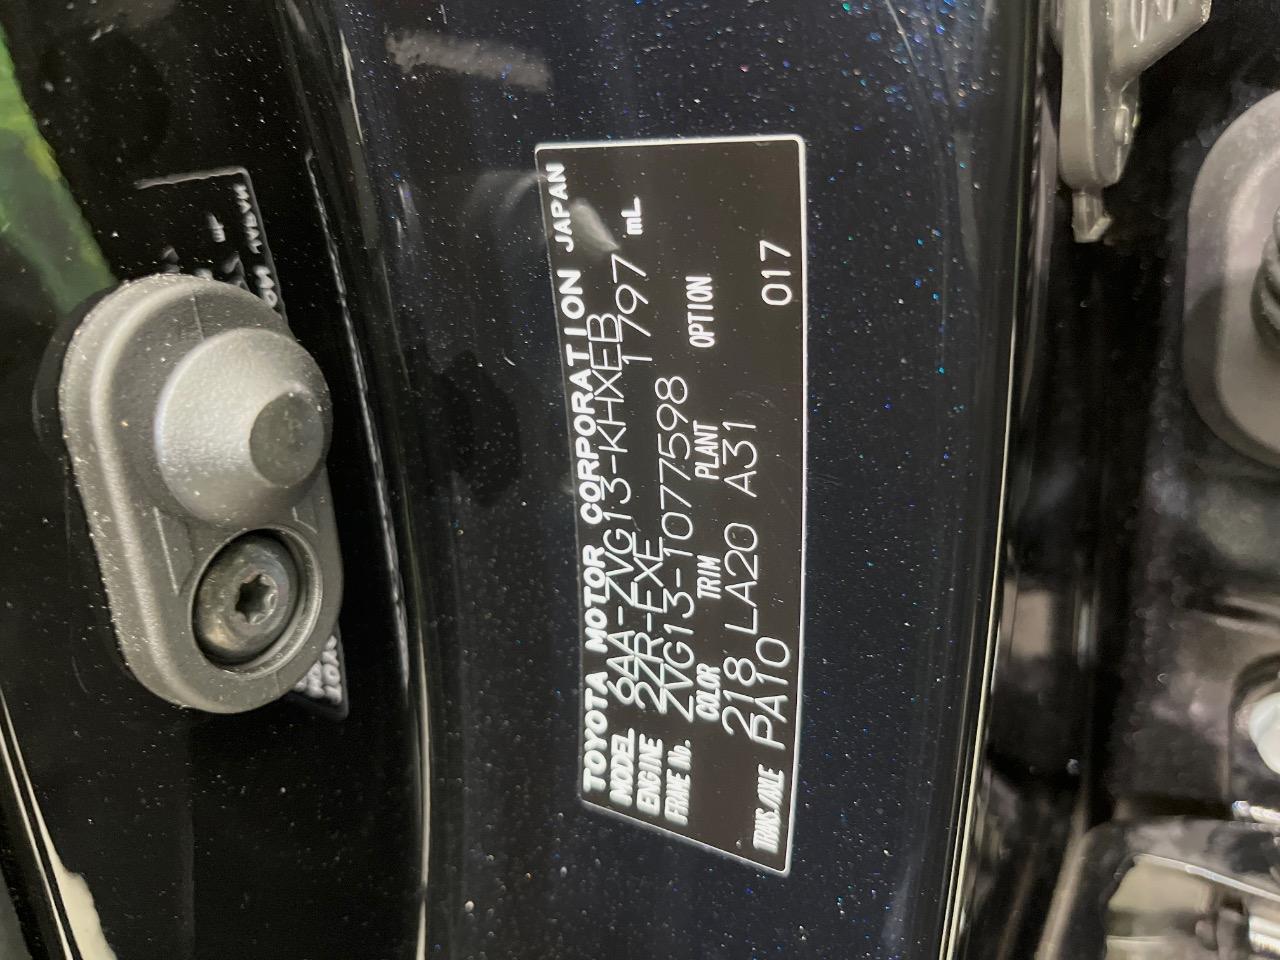 TOYOTA MOTOR CORPORATION JAPAN
MODEL 6AA-ZVG13-KHXEB
ENGINE 2ZR-EXE 1797 mL
FRAME No. ZVG13-1077598
COLOR TRIM PLANT OPTION
218 LA20 A31
TRANS./AXLE PA10 017